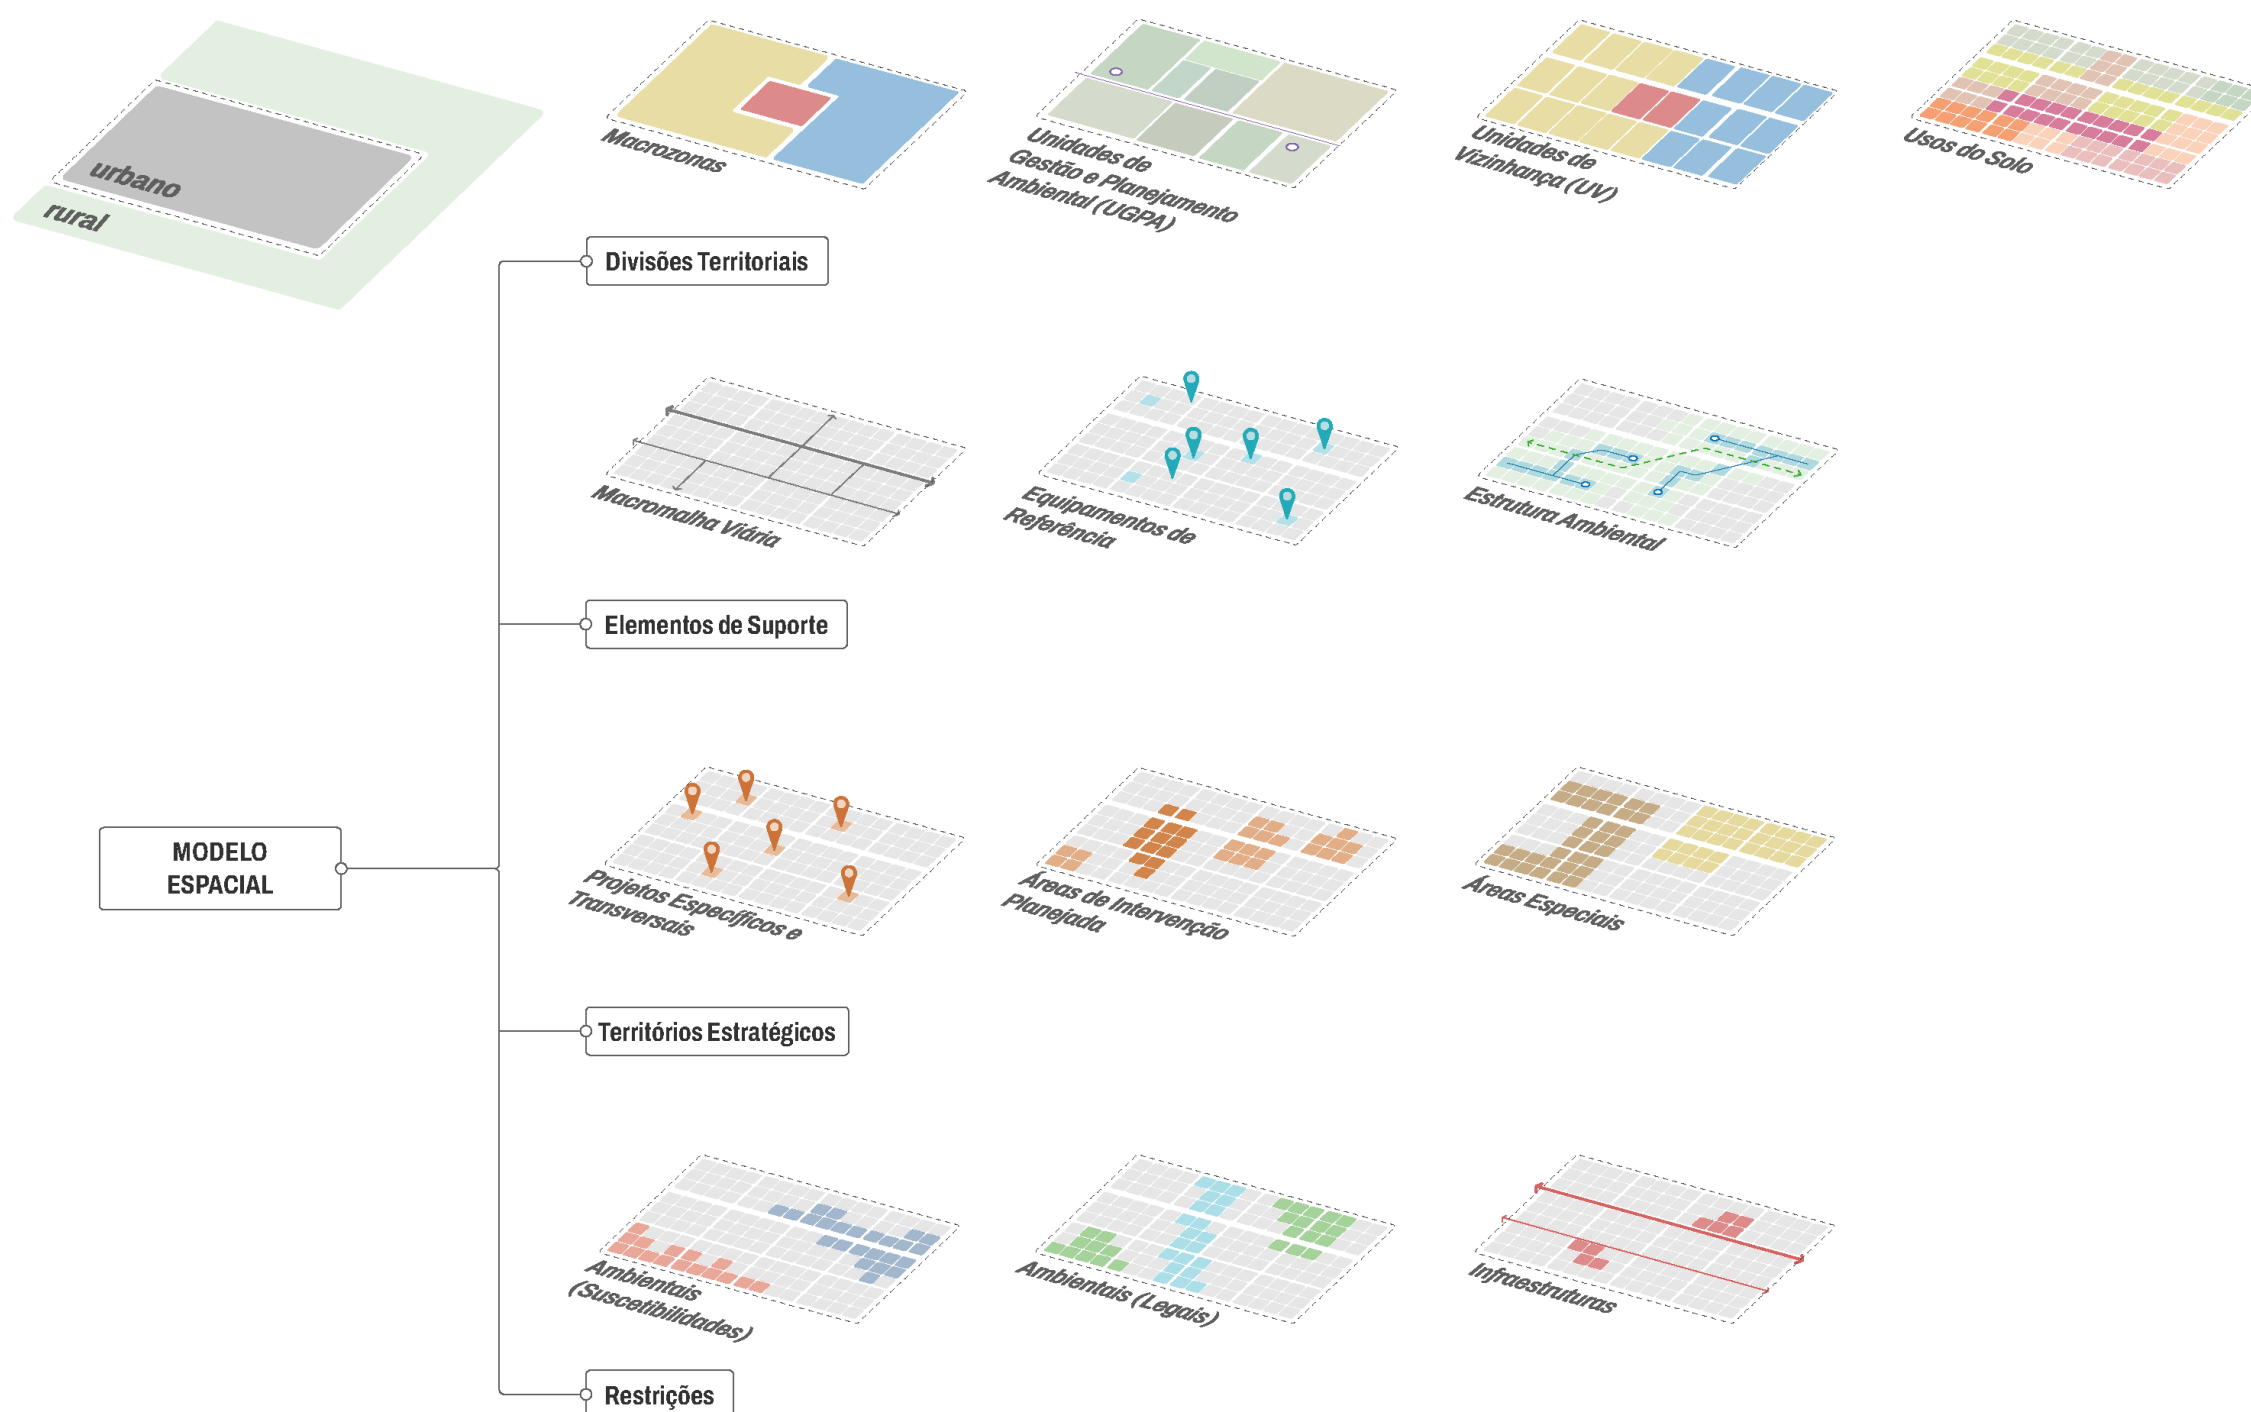 urbano
rural
Macrozonas
Unidades de
Gestão e Planejamento
Ambiental (UGPA)
Unidades de
Vizinhança (UV)
Usos do Solo
Divisões Territoriais
Macromalha Viária
Equipamentos de
Referência
Estrutura Ambiental
Elementos de Suporte
Projetos Específicos e
Transversais
Áreas de Intervenção
Planejada
Áreas Especiais
MODELO
ESPACIAL
Territórios Estratégicos
Ambientais
(Suscetibilidades)
Ambientais (Legais)
Infraestruturas
Restrições